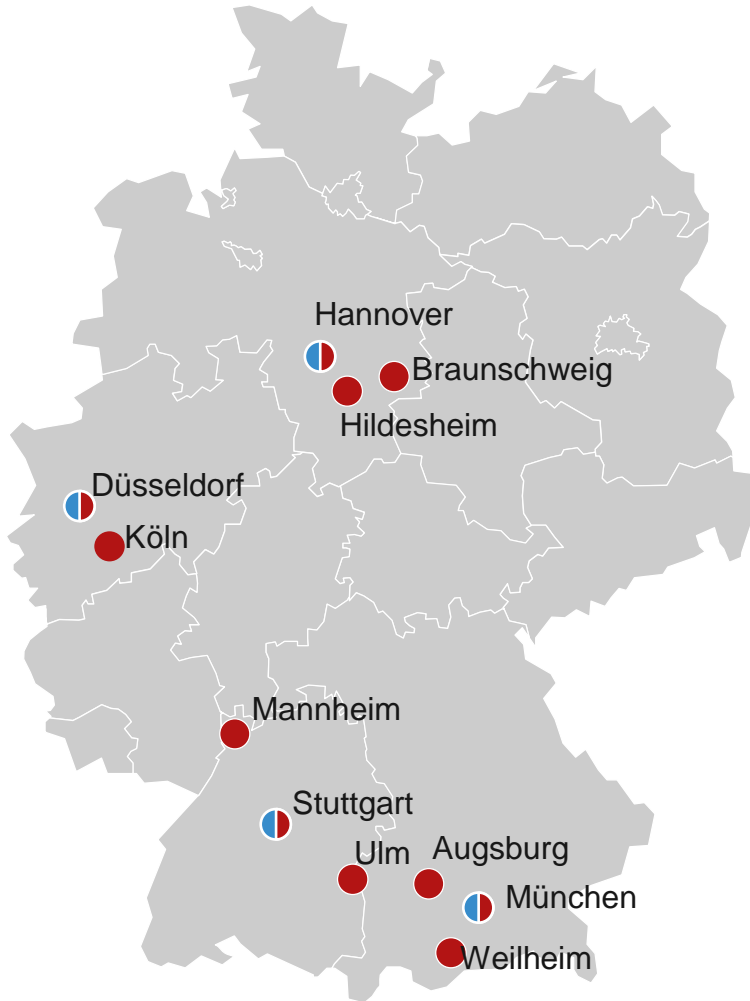 Hannover
Braunschweig
Hildesheim
Düsseldorf
Köln
Mannheim
Stuttgart
Ulm
Augsburg
München
Weilheim